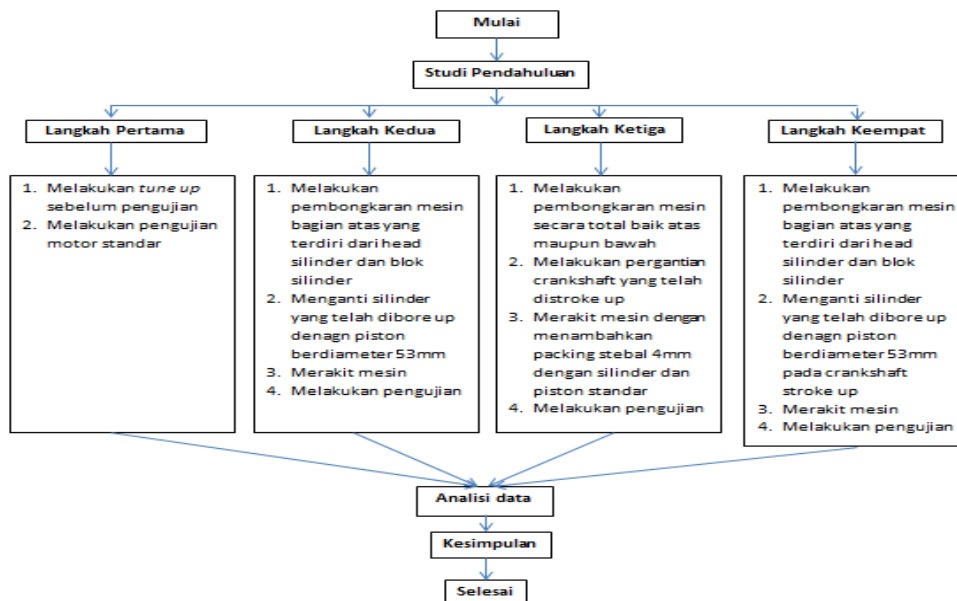 Mulai
Studi Pendahuluan
Langkah Pertama
Langkah Kedua
Langkah Ketiga
Langkah Keempat
1. Melakukan tune up
sebelum pengujian
2. Melakukan pengujian
motor standar
1. Melakukan
pembongkaran mesin
bagian atas yang
terdiri dari head
silinder dan blok
silinder
2. Menganti silinder
yang telah dibore up
denagn piston
berdiameter 53mm
3. Merakit mesin
4. Melakukan pengujian
1. Melakukan
pembongkaran mesin
secara total baik atas
maupun bawah
2. Melakukan pergantian
crankshaft yang telah
distroke up
3. Merakit mesin dengan
menambahkan
packing stebal 4mm
dengan silinder dan
piston standar
4. Melakukan pengujian
1. Melakukan
pembongkaran mesin
bagian atas yang
terdiri dari head
silinder dan blok
silinder
2. Menganti silinder
yang telah dibore up
denagn piston
berdiameter 53mm
pada crankshaft
stroke up
3. Merakit mesin
4. Melakukan pengujian
Analisi data
Kesimpulan
Selesai